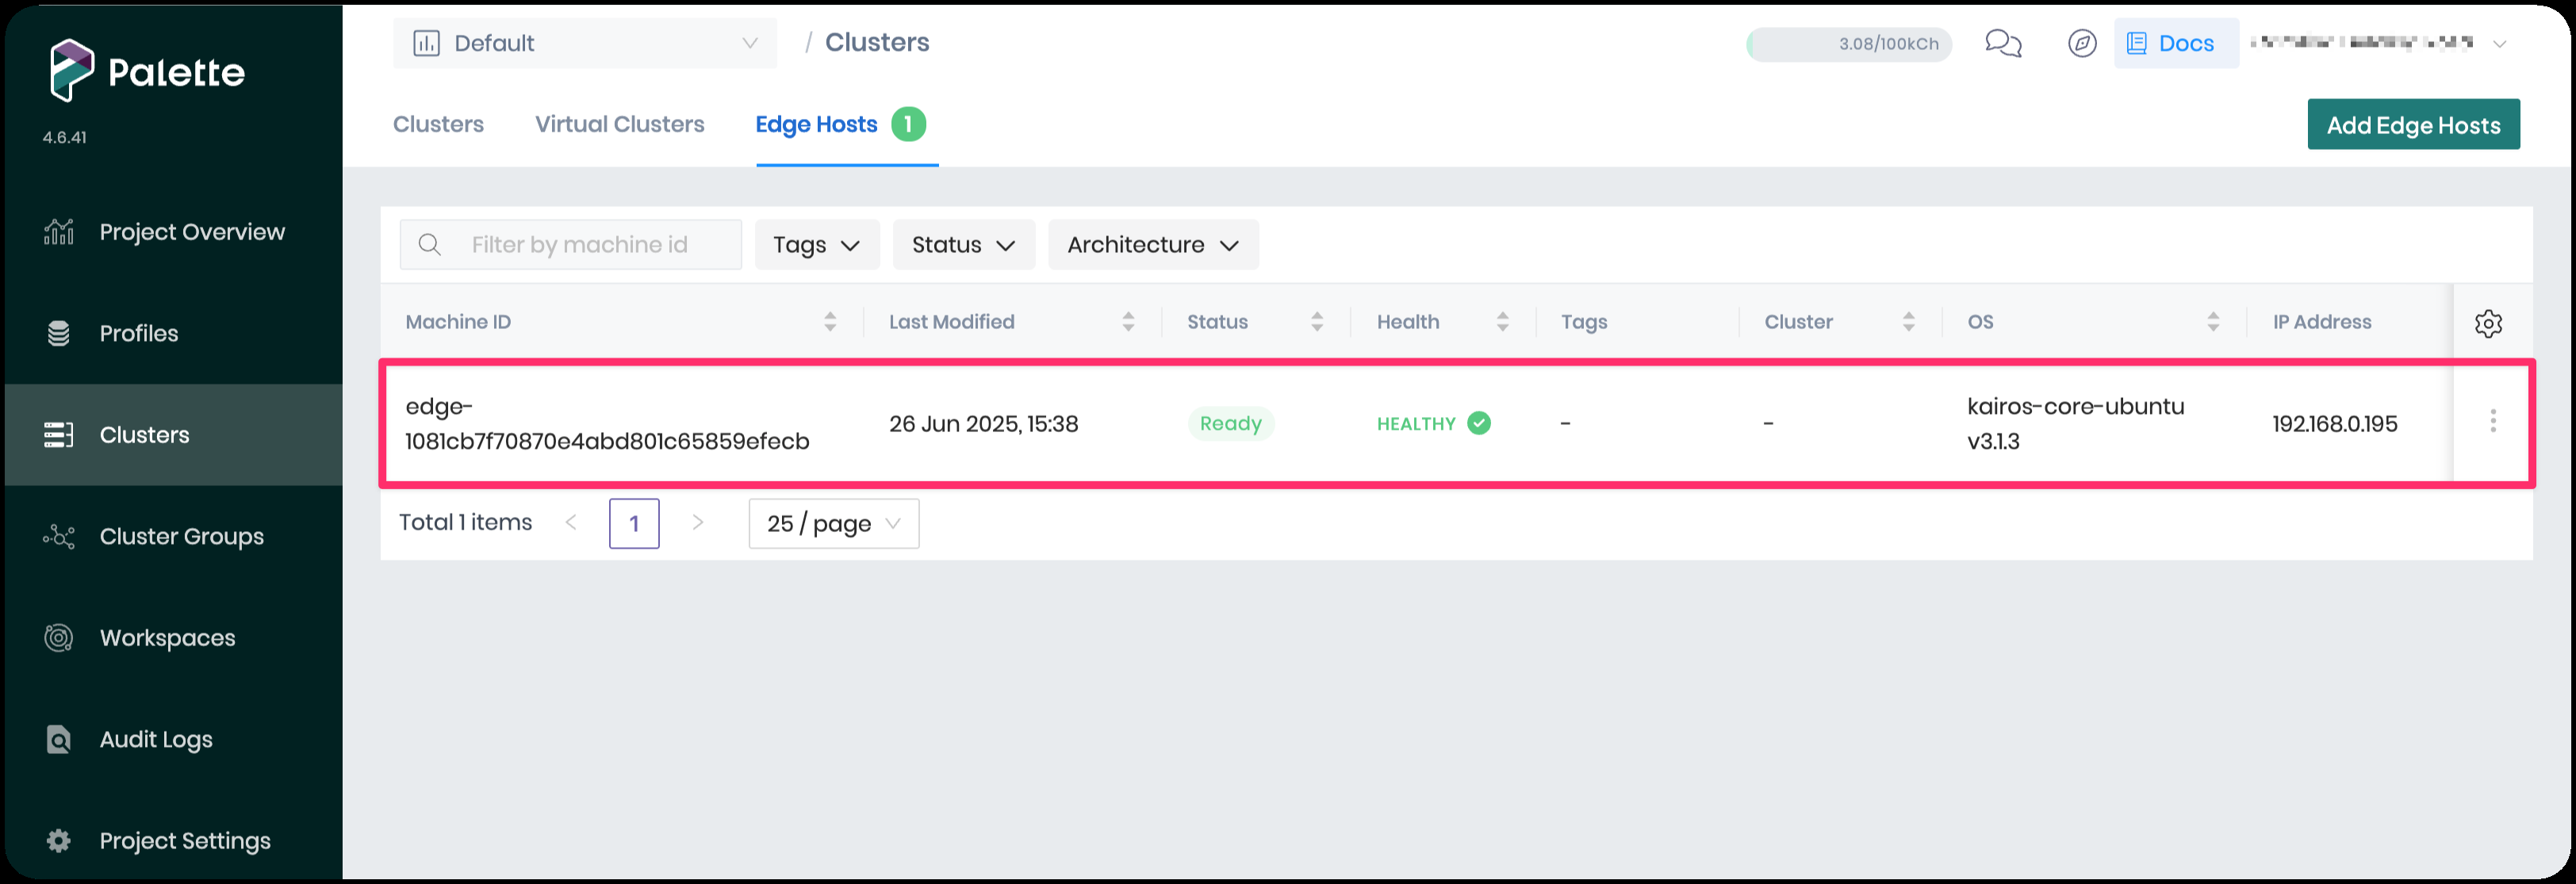 Palette
4.6.41
Project Overview
Profiles
Clusters
Cluster Groups
Workspaces
Audit Logs
Project Settings
Default / Clusters
3.08/100kCh
Docs
Clusters Virtual Clusters Edge Hosts 1
Add Edge Hosts
Filter by machine id Tags Status Architecture
Machine ID Last Modified Status Health Tags Cluster OS IP Address
edge-
1081cb7f70870e4abd801c65859efecb
26 Jun 2025, 15:38
Ready
HEALTHY
-
-
kairos-core-ubuntu
v3.1.3
192.168.0.195
Total 1 items < 1 > 25 / page